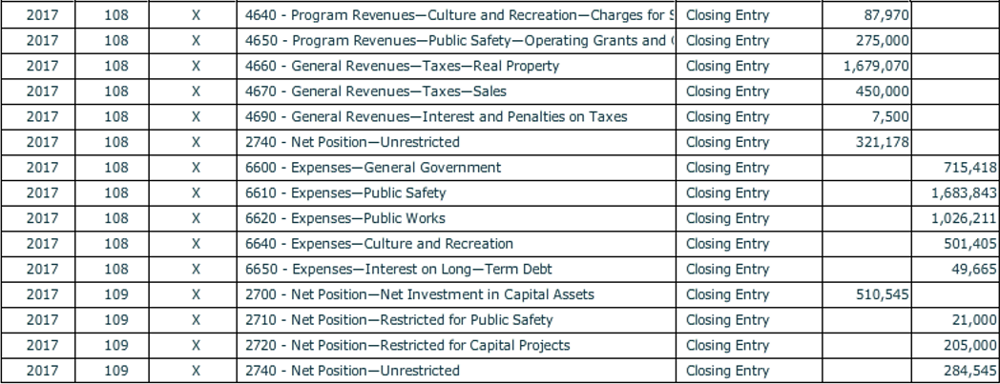 2017 108 X 4640 - Program Revenues—Culture and Recreation—Charges for Closing Entry 87,970
2017 108 X 4650 - Program Revenues—Public Safety—Operating Grants and Closing Entry 275,000
2017 108 X 4660 - General Revenues—Taxes—Real Property Closing Entry 1,679,070
2017 108 X 4670 - General Revenues—Taxes—Sales Closing Entry 450,000
2017 108 X 4690 - General Revenues—Interest and Penalties on Taxes Closing Entry 7,500
2017 108 X 2740 - Net Position—Unrestricted Closing Entry 321,178
2017 108 X 6600 - Expenses—General Government Closing Entry 715,418
2017 108 X 6610 - Expenses—Public Safety Closing Entry 1,683,843
2017 108 X 6620 - Expenses—Public Works Closing Entry 1,026,211
2017 108 X 6640 - Expenses—Culture and Recreation Closing Entry 501,405
2017 108 X 6650 - Expenses—Interest on Long—Term Debt Closing Entry 49,665
2017 109 X 2700 - Net Position—Net Investment in Capital Assets Closing Entry 510,545
2017 109 X 2710 - Net Position—Restricted for Public Safety Closing Entry 21,000
2017 109 X 2720 - Net Position—Restricted for Capital Projects Closing Entry 205,000
2017 109 X 2740 - Net Position—Unrestricted Closing Entry 284,545